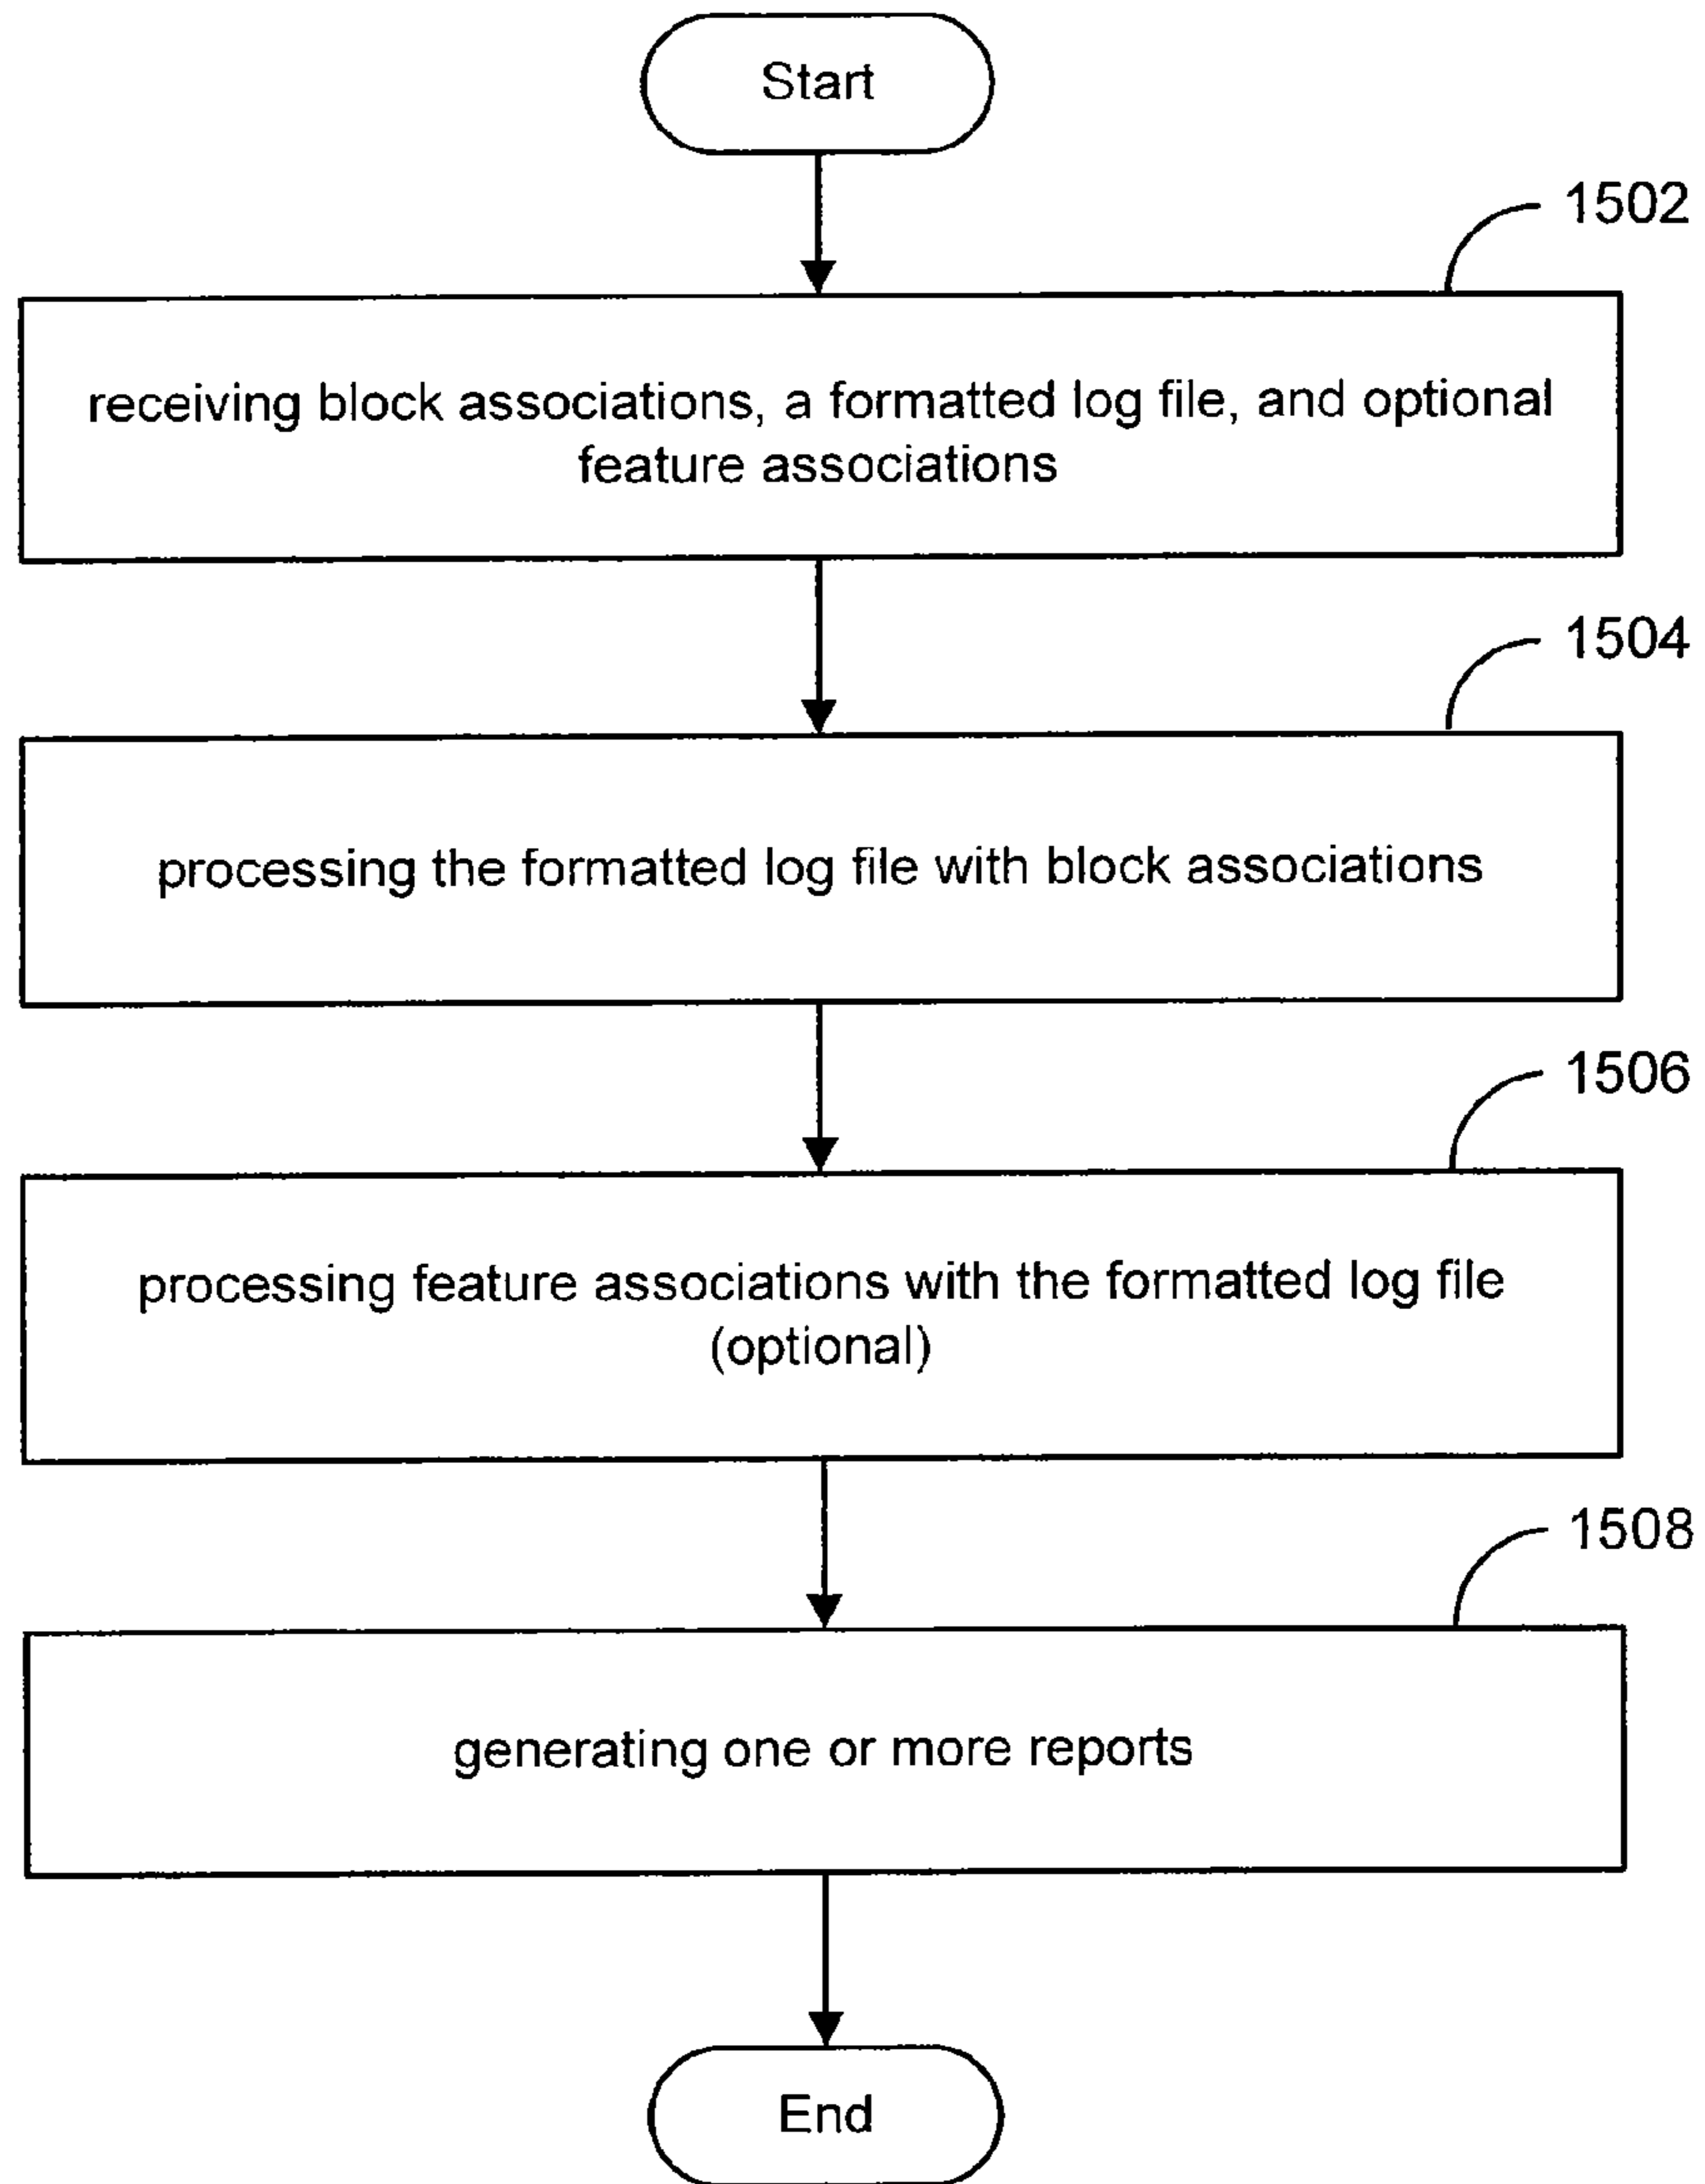 Start
1502
receiving block associations, a formatted log file, and optional
feature associations
1504
processing the formatted log file with block associations
1506
processing feature associations with the formatted log file
(optional)
1508
generating one or more reports
End